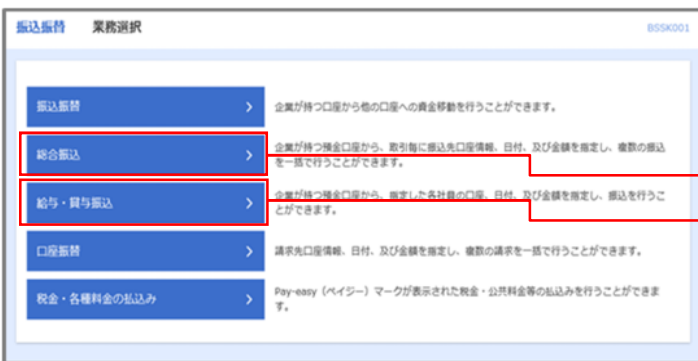 振込振替 業務選択 BSSK001
振込振替 > 企業が持つ口座から他の口座への資金移動を行うことができます。
総合振込 > 企業が持つ預金口座から、取引毎に振込先口座情報、日付、及び金額を指定し、複数の振込
を一括で行うことができます。
給与・賞与振込 > 企業が持つ預金口座から、指定した各社員の口座、日付、及び金額を指定し、振込を行うこ
とができます。
口座振替 > 請求先口座情報、日付、及び金額を指定し、複数の請求を一括で行うことができます。
税金・各種料金の払込み > Pay-easy（ペイジー）マークが表示された税金・公共料金等の払込みを行うことができま
す。